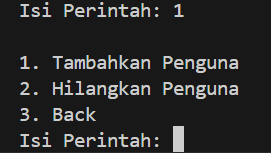 Isi Perintah: 1
1. Tambahkan Penguna
2. Hilangkan Penguna
3. Back
Isi Perintah: